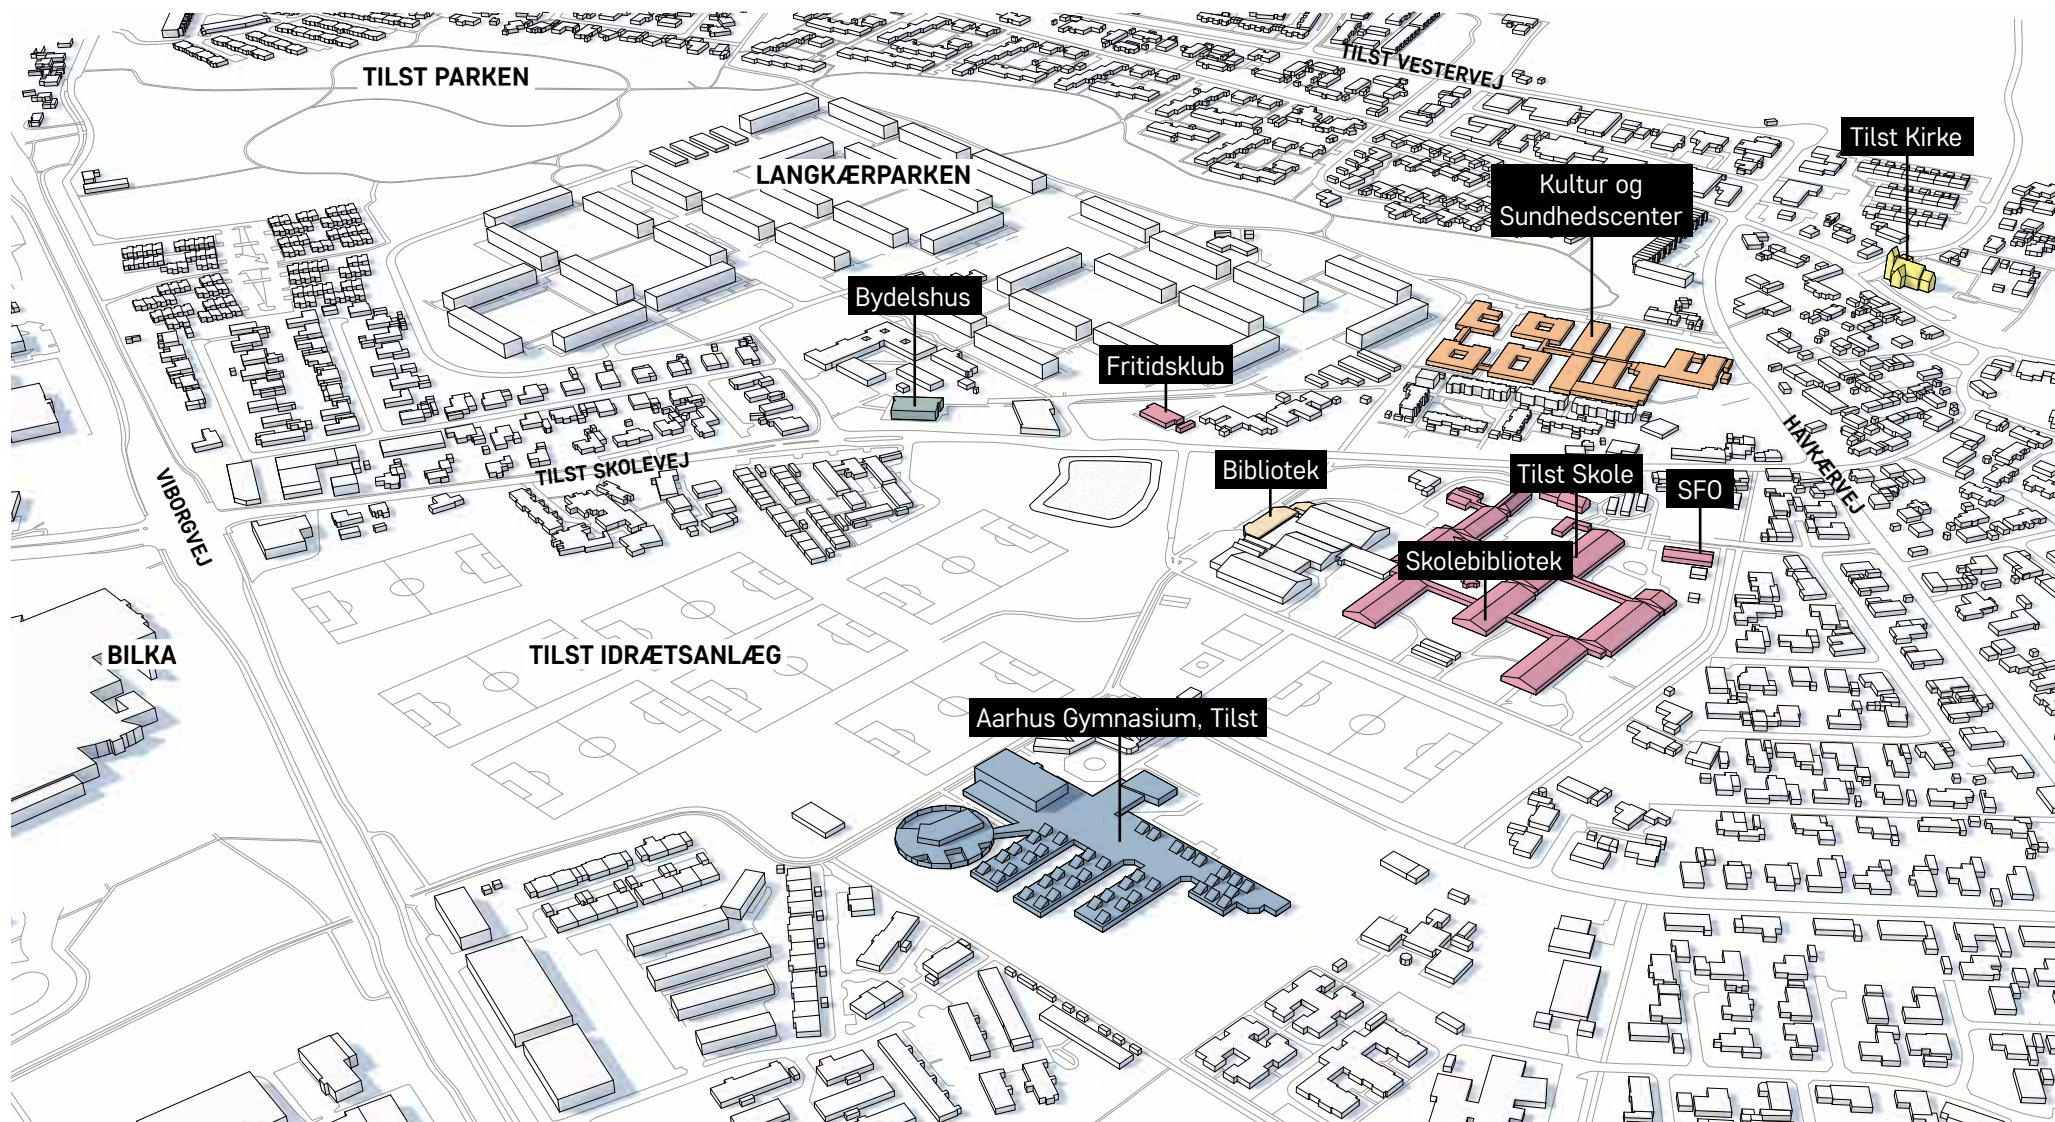 TILST VESTERVEJ
TILST PARKEN
Tilst Kirke
LANGKÆRPARKEN
Kultur og
Sundhedscenter
Bydelshus
Fritidsklub
HAVKÆRVEJ
TILST SKOLEVEJ
Bibliotek
Tilst Skole
SFO
VIBORGVEJ
Skolebibliotek
BILKA
TILST IDRÆTSANLÆG
Aarhus Gymnasium, Tilst